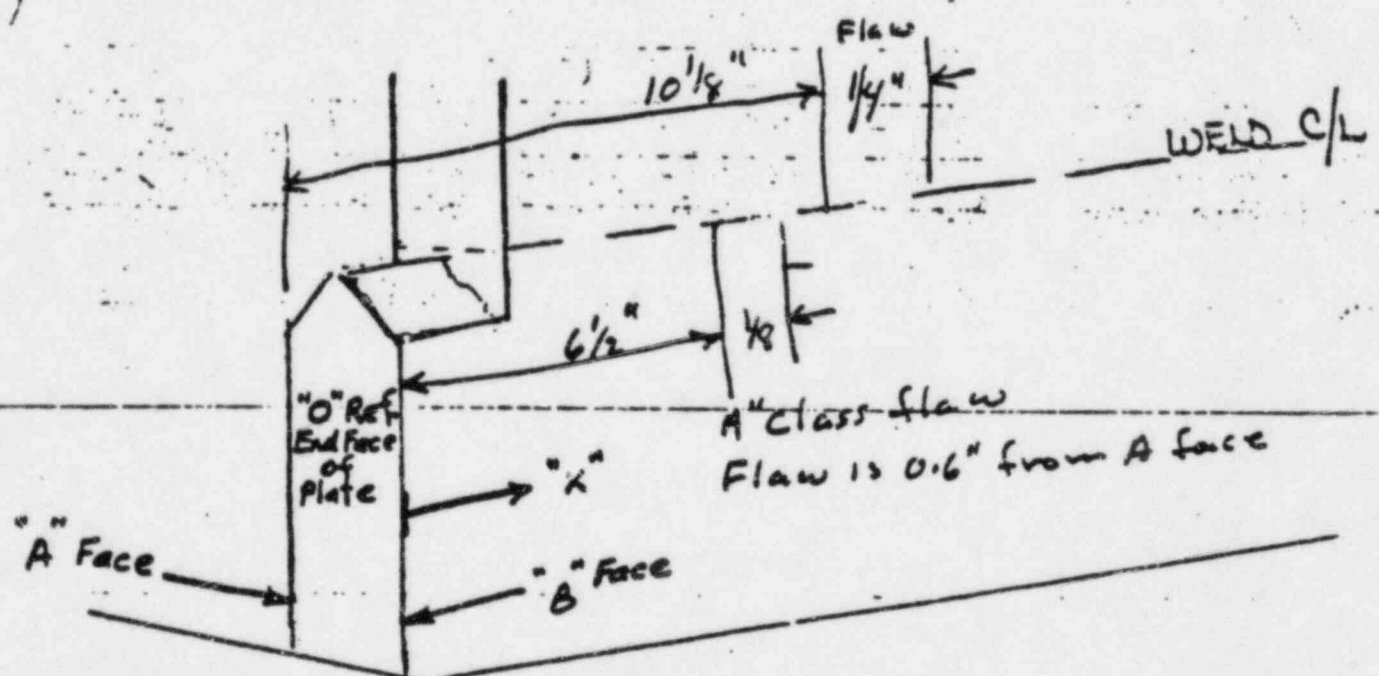 Flaw
10 1/8"
1/4"
WELD C/L
6 1/2"
1/8
"O" Ref
End Face
of
Plate
A" Class flaw
Flaw is 0.6" from A face
"X"
"A" Face
"B" Face